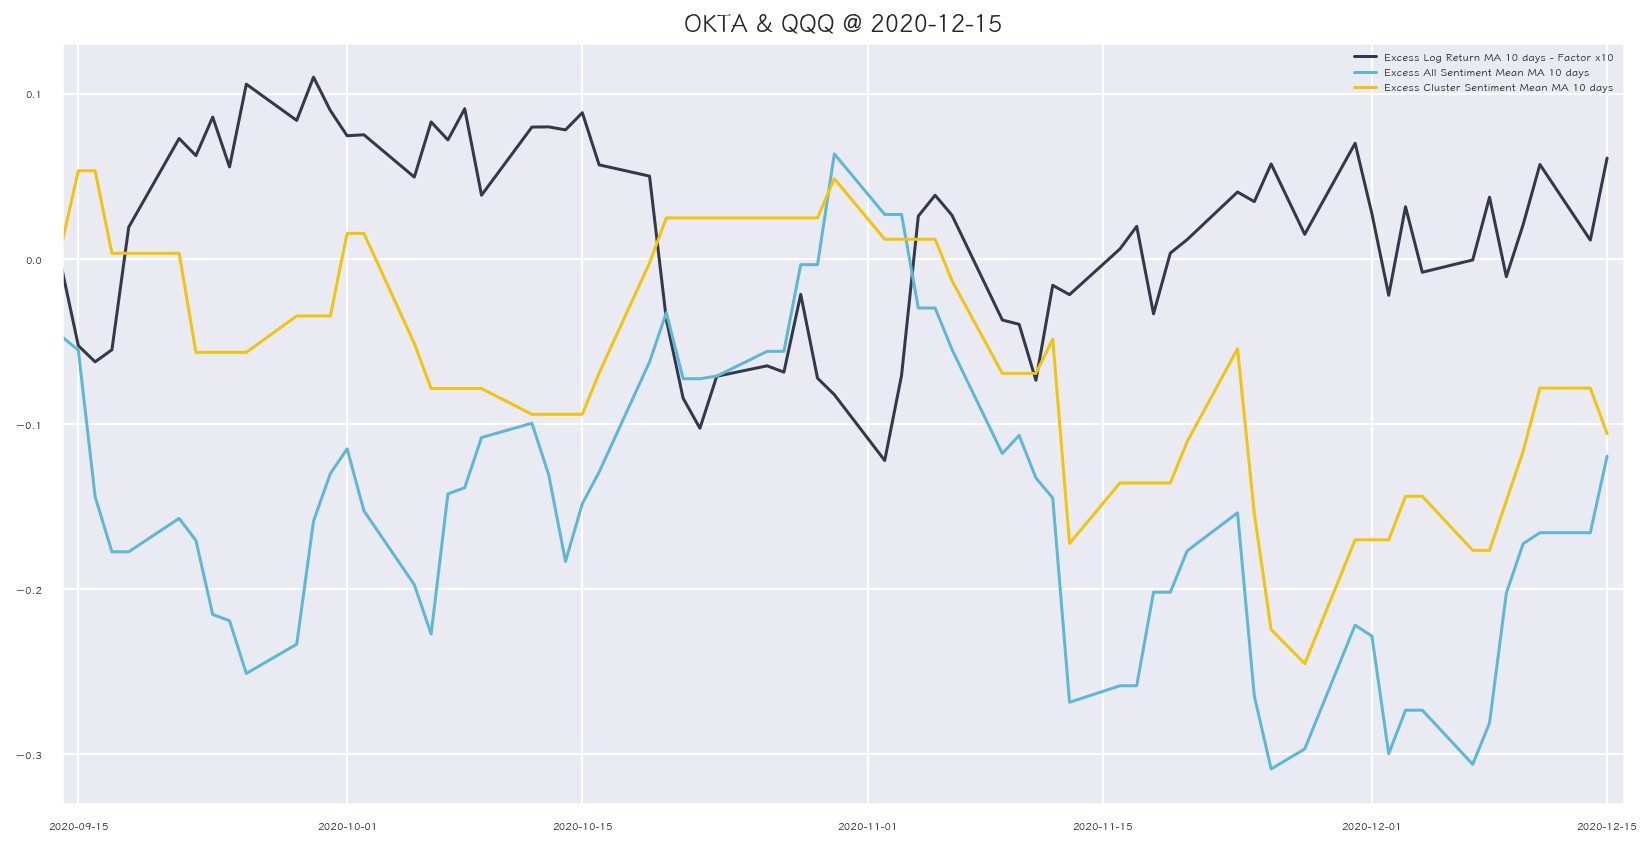 OKTA & QQQ @ 2020-12-15
Excess Log Return MA 10 days - Factor x10
Excess All Sentiment Mean MA 10 days
Excess Cluster Sentiment Mean MA 10 days
0.1
0.0
−0.1
−0.2
−0.3
2020-09-15 2020-10-01 2020-10-15 2020-11-01 2020-11-15 2020-12-01 2020-12-15